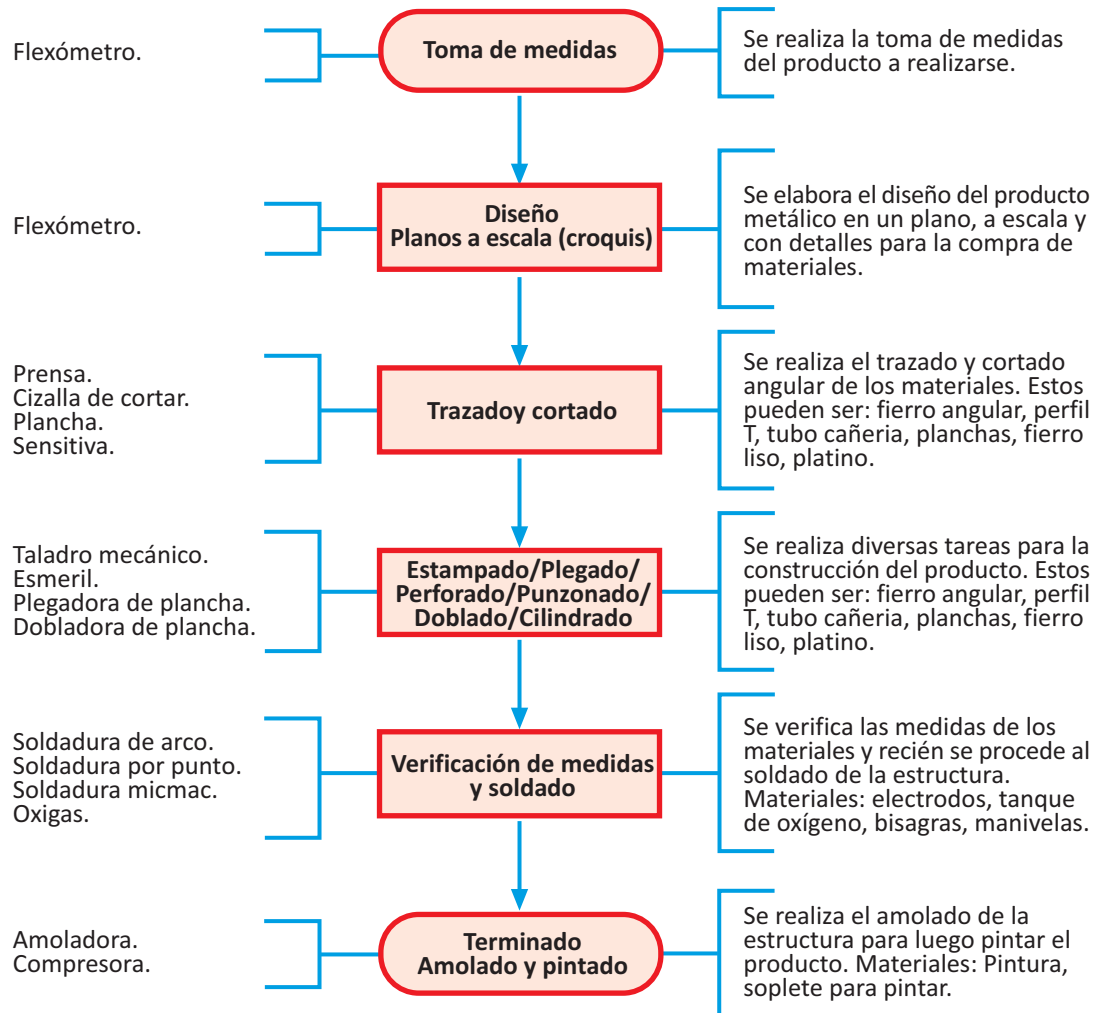 Flexómetro.
Toma de medidas
Se realiza la toma de medidas
del producto a realizarse.
Flexómetro.
Diseño
Planos a escala (croquis)
Se elabora el diseño del producto
metálico en un plano, a escala y
con detalles para la compra de
materiales.
Prensa.
Cizalla de cortar.
Plancha.
Sensitiva.
Trazadoy cortado
Se realiza el trazado y cortado
angular de los materiales. Estos
pueden ser: fierro angular, perfil
T, tubo cañeria, planchas, fierro
liso, platino.
Taladro mecánico.
Esmeril.
Plegadora de plancha.
Dobladora de plancha.
Estampado/Plegado/
Perforado/Punzonado/
Doblado/Cilindrado
Se realiza diversas tareas para la
construcción del producto. Estos
pueden ser: fierro angular, perfil
T, tubo cañeria, planchas, fierro
liso, platino.
Soldadura de arco.
Soldadura por punto.
Soldadura micmac.
Oxigas.
Verificación de medidas
y soldado
Se verifica las medidas de los
materiales y recién se procede al
soldado de la estructura.
Materiales: electrodos, tanque
de oxígeno, bisagras, manivelas.
Amoladora.
Compresora.
Terminado
Amolado y pintado
Se realiza el amolado de la
estructura para luego pintar el
producto. Materiales: Pintura,
soplete para pintar.